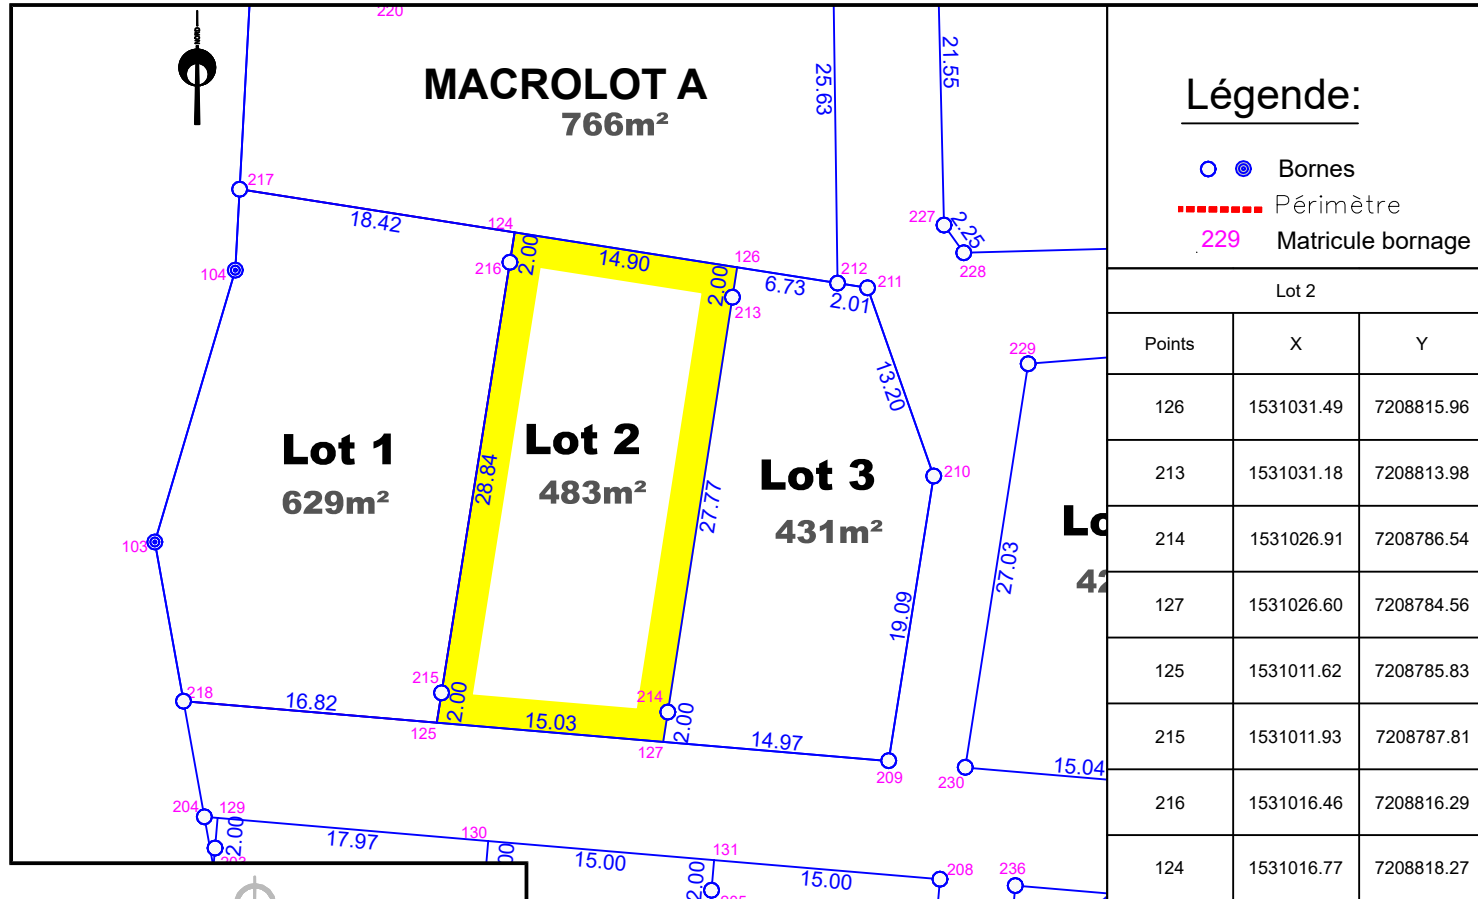 220
NORD
MACROLOT A
766m²
25.63
21.55
217
18.42
124
2.00
14.90
126
2.00
216
213
6.73
212
2.01
211
227
2.25
228
104
229
13.20
Lot 1
629m²
28.84
Lot 2
483m²
27.77
Lot 3
431m²
210
27.03
19.09
103
218
16.82
215
2.00
125
15.03
214
2.00
127
14.97
209
230
15.04
204
129
2.00
17.97
130
15.00
131
2.00
15.00
208
236
Légende:
Bornes
Périmètre
229 Matricule bornage
Lot 2
Points X Y
126 1531031.49 7208815.96
213 1531031.18 7208813.98
214 1531026.91 7208786.54
127 1531026.60 7208784.56
125 1531011.62 7208785.83
215 1531011.93 7208787.81
216 1531016.46 7208816.29
124 1531016.77 7208818.27